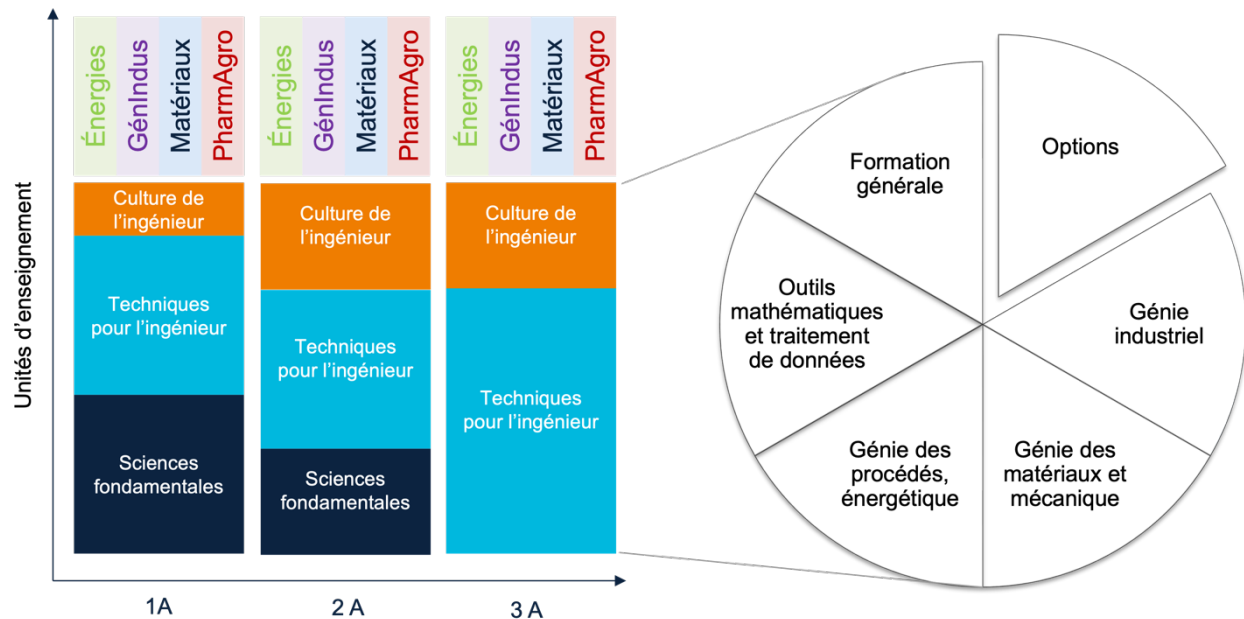 Unités d'enseignement
Énergies
GénIndus
Matériaux
PharmAgro
Énergies
GénIndus
Matériaux
PharmAgro
Énergies
GénIndus
Matériaux
PharmAgro
Culture de
l'ingénieur
Techniques
pour l'ingénieur
Sciences
fondamentales
Culture de
l'ingénieur
Techniques
pour l'ingénieur
Sciences
fondamentales
Culture de
l'ingénieur
Techniques
pour l'ingénieur
1A
2 A
3 A
Options
Formation
générale
Outils
mathématiques
et traitement
de données
Génie
industriel
Génie des
procédés,
énergétique
Génie des
matériaux et
mécanique